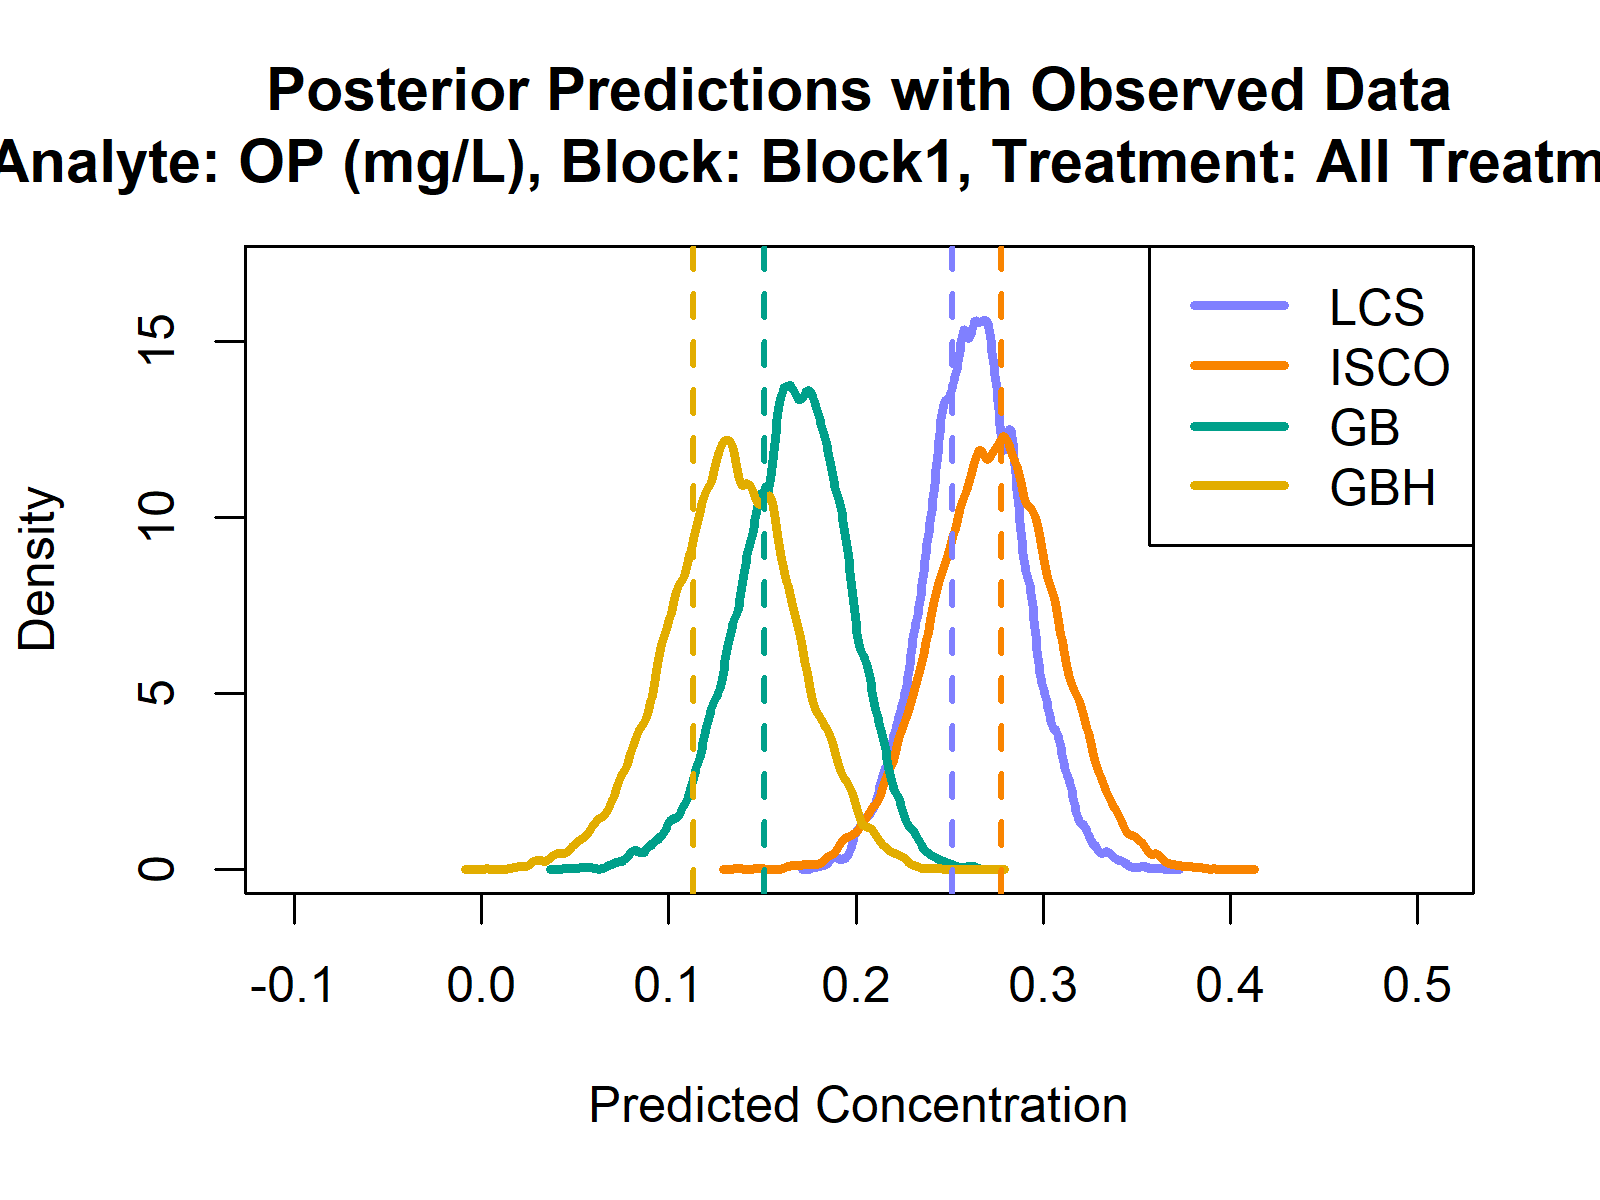 Posterior Predictions with Observed Data
Analyte: OP (mg/L), Block: Block1, Treatment: All Treatm
LCS
ISCO
GB
GBH
Density
15
10
5
0
-0.1 0.0 0.1 0.2 0.3 0.4 0.5
Predicted Concentration